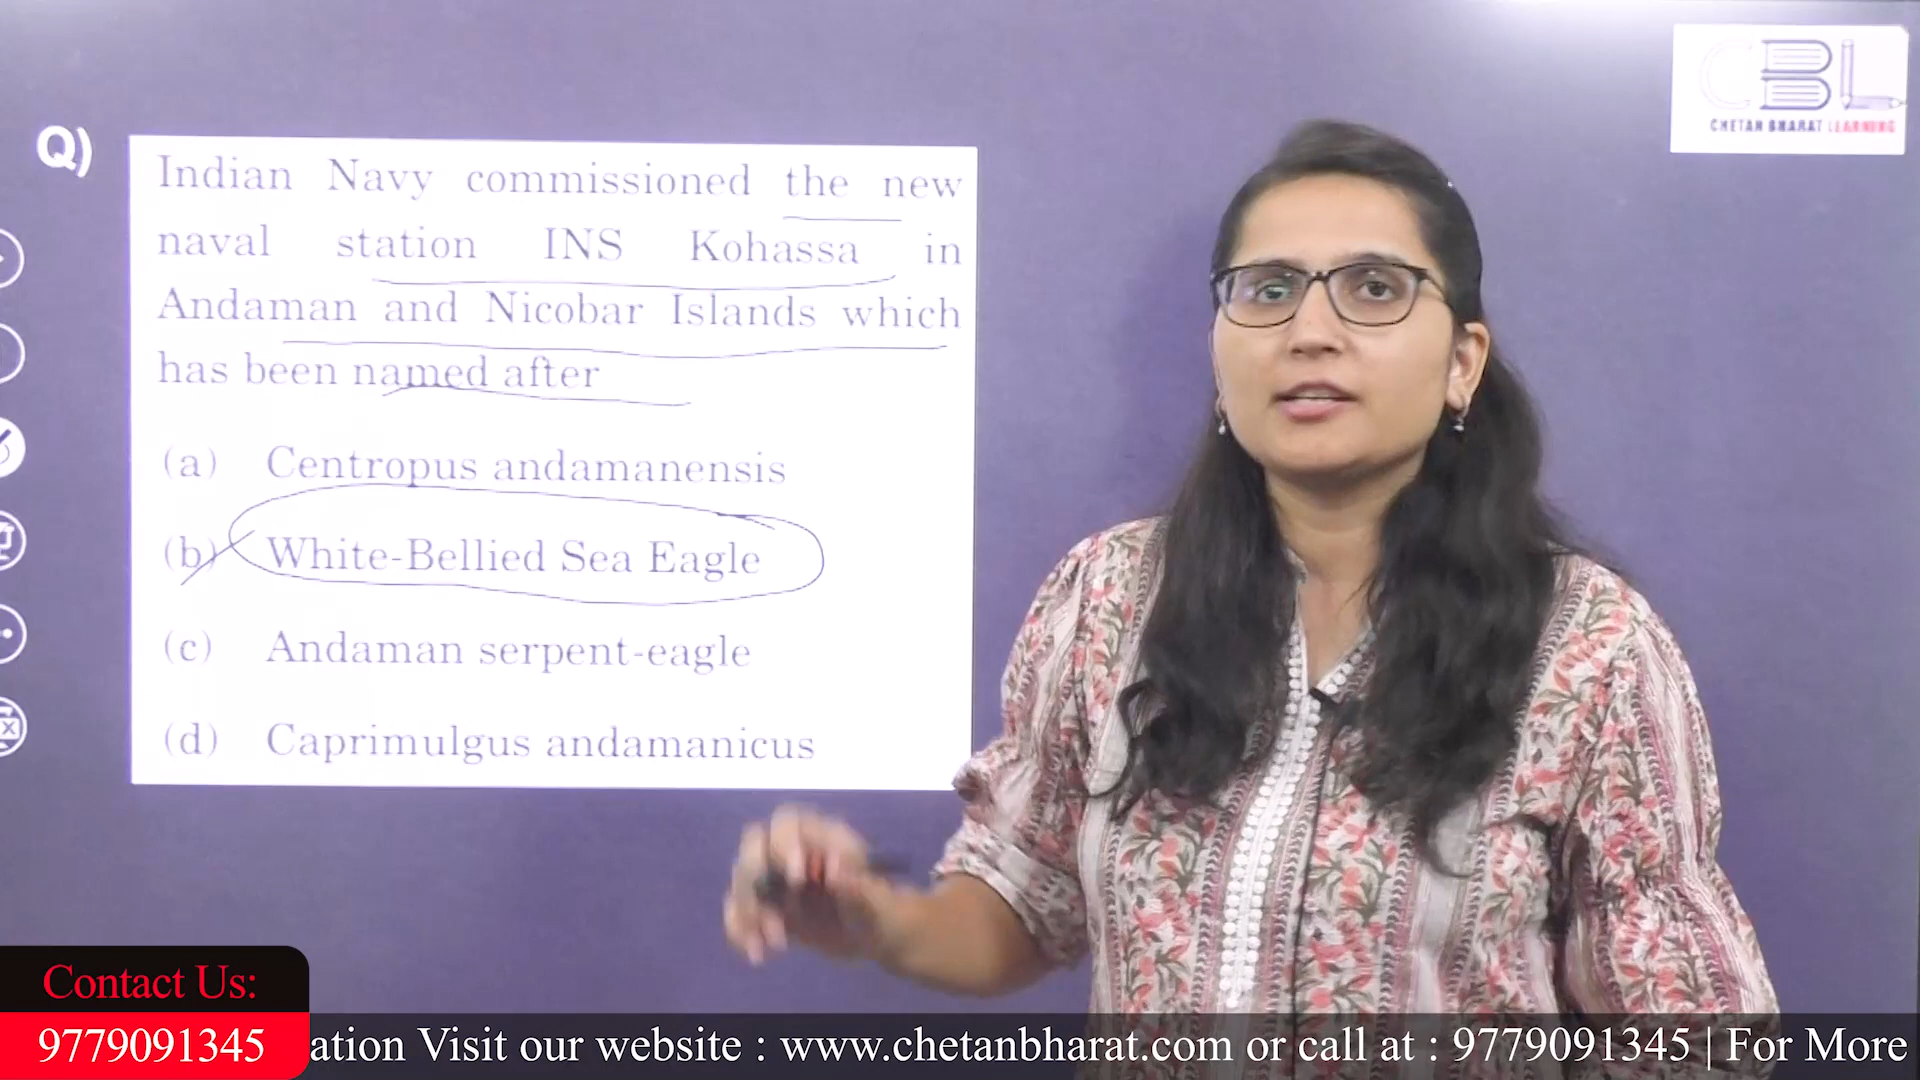 CBL
CHETAN BHARAT LEARNING
Q)
Indian Navy commissioned the new
naval station INS Kohassa in
Andaman and Nicobar Islands which
has been named after
(a) Centropus andamanensis
(b) White-Bellied Sea Eagle
(c) Andaman serpent-eagle
(d) Caprimulgus andamanicus
Contact Us:
9779091345
ation Visit our website : www.chetanbharat.com or call at : 9779091345 | For More